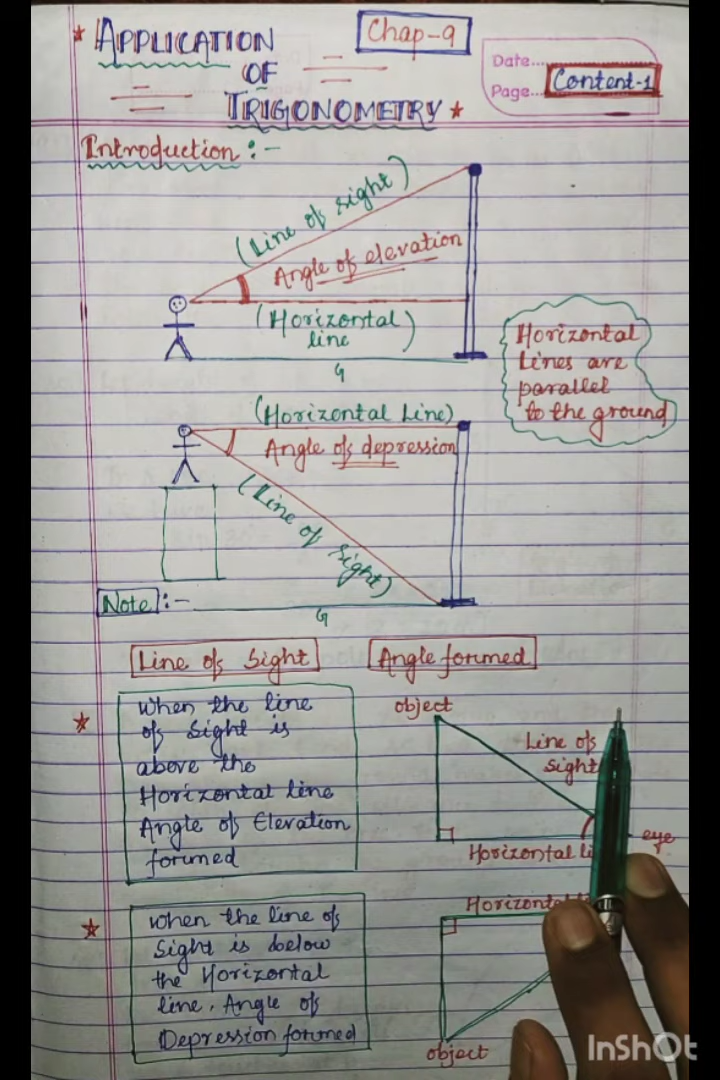 * APPLICATION
OF
TRIGONOMETRY *
Chap-9
Date....
Page...
Content-1
Introduction :-
(Line of sight)
Angle of elevation
(Horizontal
line)
G
Horizontal
Lines are
parallel
to the ground
(Horizontal Line)
Angle of depression
(Line of sight)
G
Note :-
Line of Sight
Angle formed
When the line
of sight is
above the
Horizontal line
Angle of Elevation
formed
object
Line of
sight
eye
Horizontal
When the line of
sight is below
the Horizontal
line. Angle of
Depression formed
object
InShOt